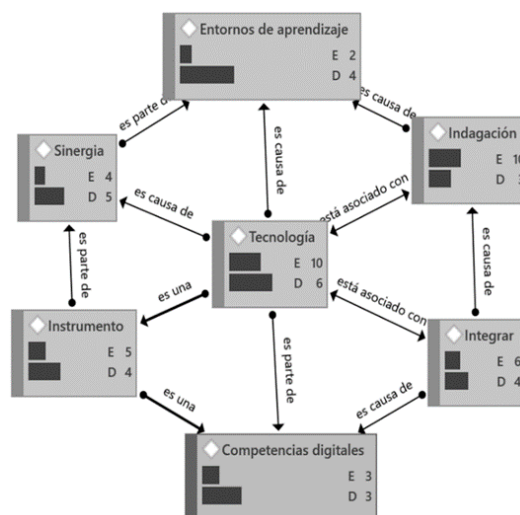 Entornos de aprendizaje
E 2
D 4
es parte
es causa de
es causa de
Sinergia
E 4
D 5
Indagación
E 10
D
es causa de
está asociado con
Tecnología
E 10
D 6
es parte de
es una
es causa de
está asociado con
Instrumento
E 5
D 4
Integrar
E 6
D 4
es una
es parte de
es causa de
Competencias digitales
E 3
D 3